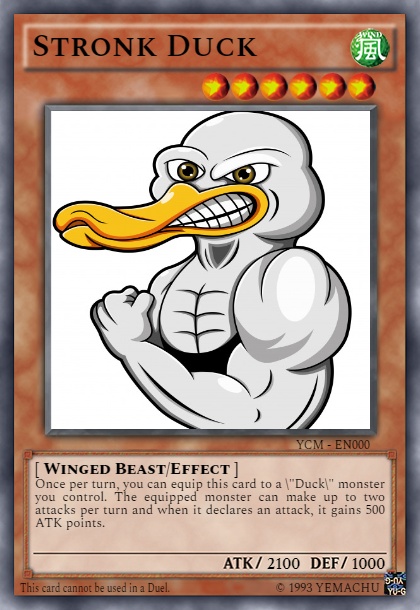 Stronk Duck
WIND
風
YCM - EN000
[ Winged Beast/Effect ]
Once per turn, you can equip this card to a \"Duck\" monster
you control. The equipped monster can make up to two
attacks per turn and when it declares an attack, it gains 500
ATK points.
ATK / 2100 DEF / 1000
This card cannot be used in a Duel.
© 1993 YEMACHU
YU-G